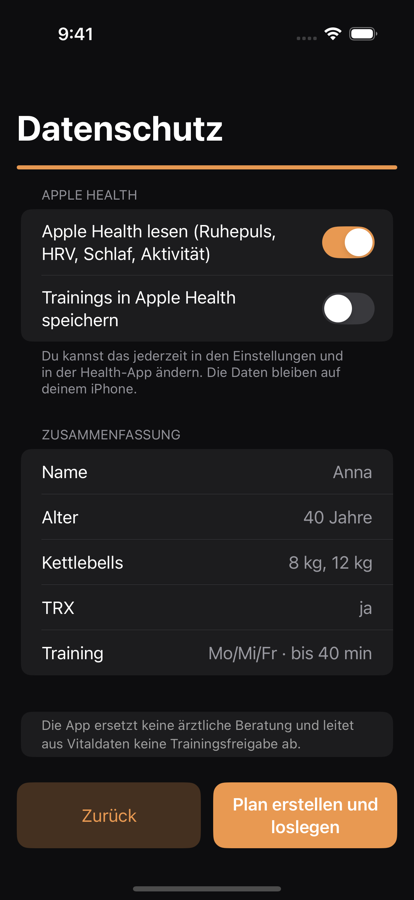 9:41
Datenschutz
APPLE HEALTH
Apple Health lesen (Ruhepuls,
HRV, Schlaf, Aktivität)
Trainings in Apple Health
speichern
Du kannst das jederzeit in den Einstellungen und
in der Health-App ändern. Die Daten bleiben auf
deinem iPhone.
ZUSAMMENFASSUNG
Name Anna
Alter 40 Jahre
Kettlebells 8 kg, 12 kg
TRX ja
Training Mo/Mi/Fr · bis 40 min
Die App ersetzt keine ärztliche Beratung und leitet
aus Vitaldaten keine Trainingsfreigabe ab.
Zurück
Plan erstellen und
loslegen